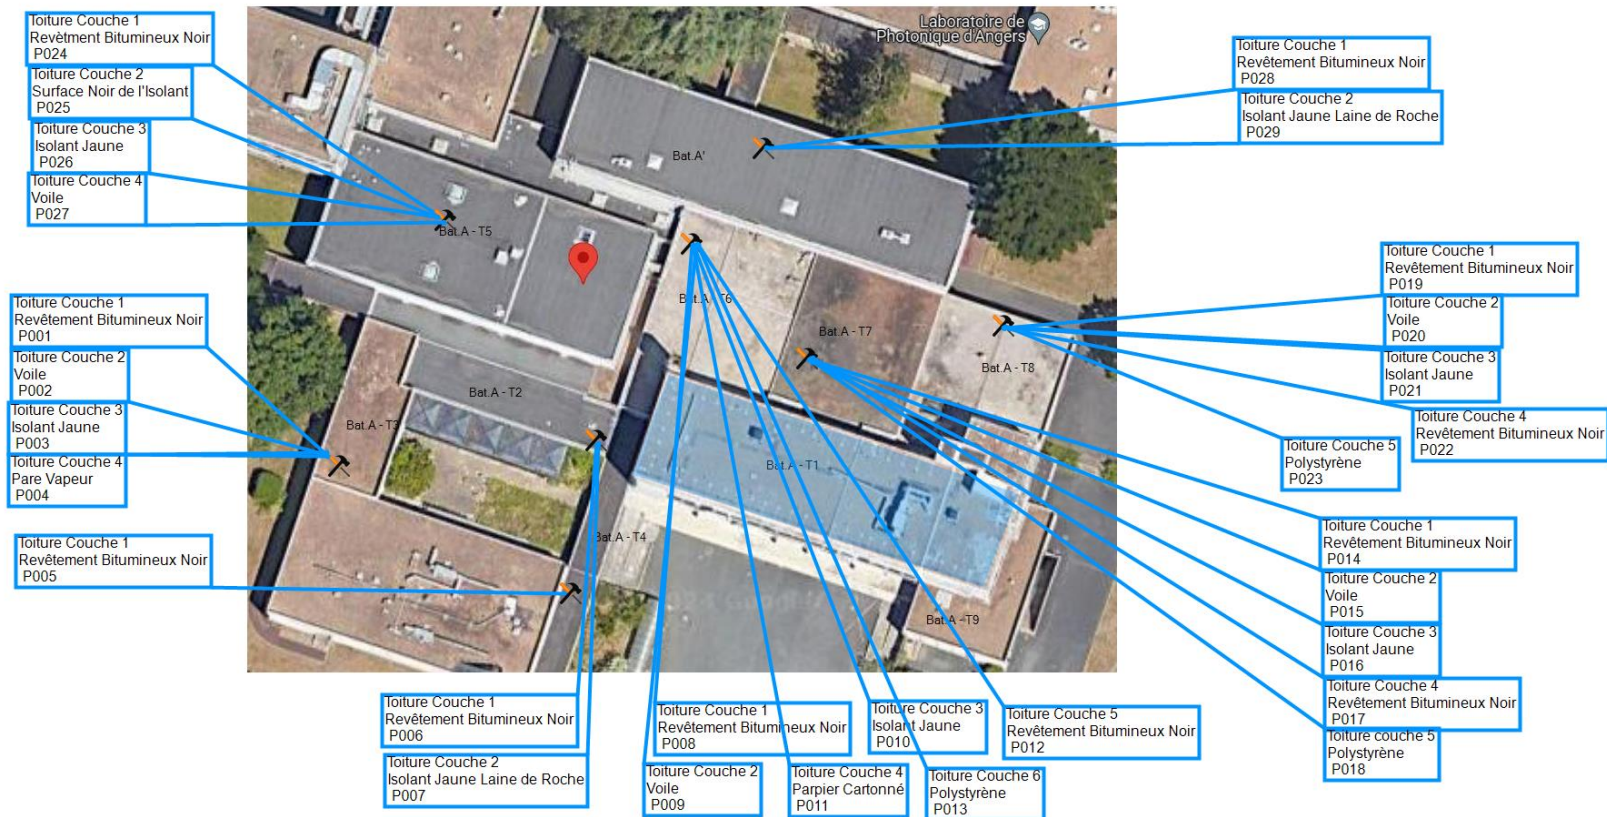 Toiture Couche 1
Revètment Bitumineux Noir
P024
Toiture Couche 2
Surface Noir de l'Isolant
P025
Toiture Couche 3
Isolant Jaune
P026
Toiture Couche 4
Voile
P027
Toiture Couche 1
Revêtement Bitumineux Noir
P001
Toiture Couche 2
Voile
P002
Toiture Couche 3
Isolant Jaune
P003
Toiture Couche 4
Pare Vapeur
P004
Toiture Couche 1
Revêtement Bitumineux Noir
P005
Laboratoire de
Photonique d'Angers
Bat.A'
Bat.A - T5
Bat.A - T6
Bat.A - T7
Bat.A - T8
Bat.A - T2
Bat.A - T3
Bat.A - T1
Bat.A - T4
Bat.A - T9
Toiture Couche 1
Revêtement Bitumineux Noir
P028
Toiture Couche 2
Isolant Jaune Laine de Roche
P029
Toiture Couche 1
Revêtement Bitumineux Noir
P019
Toiture Couche 2
Voile
P020
Toiture Couche 3
Isolant Jaune
P021
Toiture Couche 4
Revêtement Bitumineux Noir
P022
Toiture Couche 5
Polystyrène
P023
Toiture Couche 1
Revêtement Bitumineux Noir
P014
Toiture Couche 2
Voile
P015
Toiture Couche 3
Isolant Jaune
P016
Toiture Couche 4
Revêtement Bitumineux Noir
P017
Toiture couche 5
Polystyrène
P018
Toiture Couche 1
Revêtement Bitumineux Noir
P006
Toiture Couche 2
Isolant Jaune Laine de Roche
P007
Toiture Couche 1
Revêtement Bitumineux Noir
P008
Toiture Couche 2
Voile
P009
Toiture Couche 3
Isolant Jaune
P010
Toiture Couche 4
Parpier Cartonné
P011
Toiture Couche 5
Revêtement Bitumineux Noir
P012
Toiture Couche 6
Polystyrène
P013